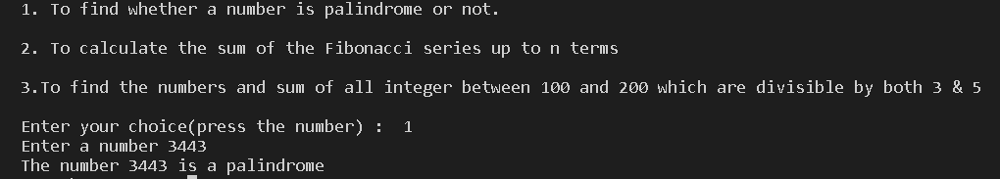 1. To find whether a number is palindrome or not.
2. To calculate the sum of the Fibonacci series up to n terms
3.To find the numbers and sum of all integer between 100 and 200 which are divisible by both 3 & 5
Enter your choice(press the number) :  1
Enter a number 3443
The number 3443 is a palindrome